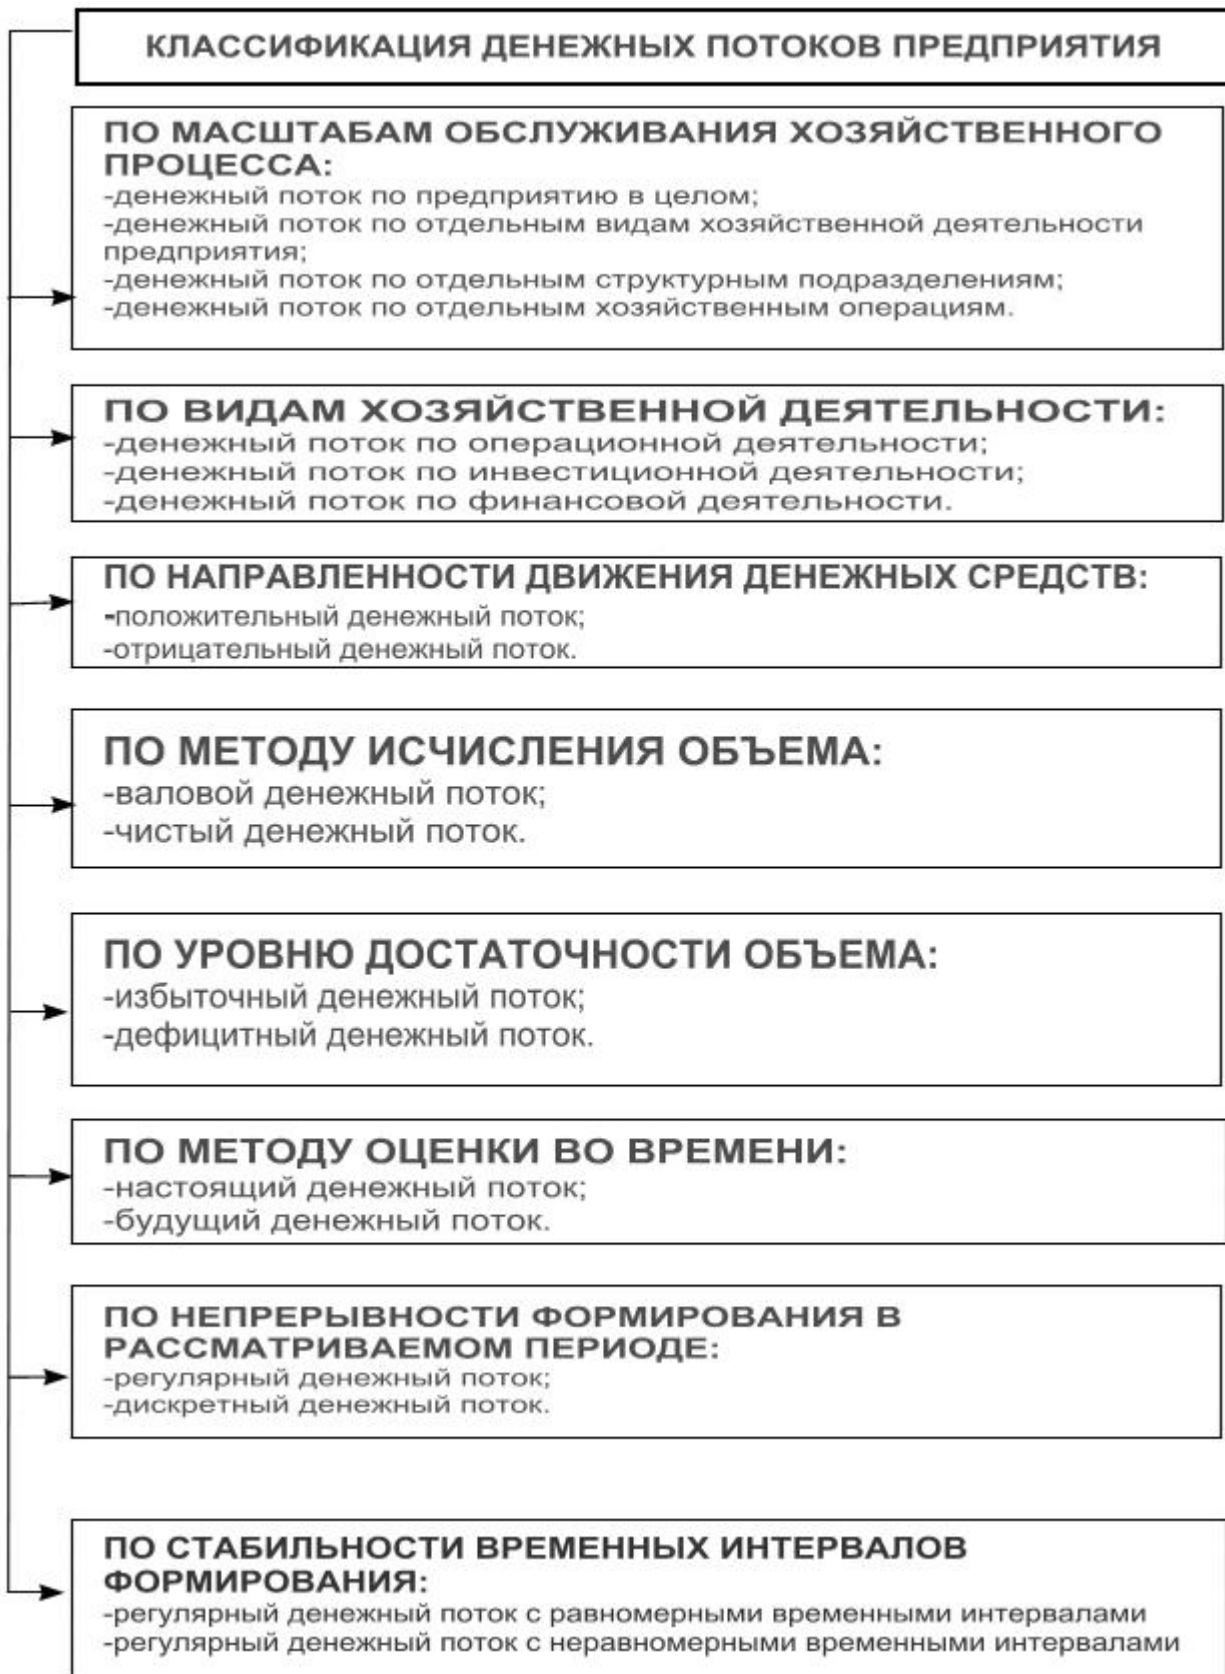 КЛАССИФИКАЦИЯ ДЕНЕЖНЫХ ПОТОКОВ ПРЕДПРИЯТИЯ
ПО МАСШТАБАМ ОБСЛУЖИВАНИЯ ХОЗЯЙСТВЕННОГО
ПРОЦЕССА:
-денежный поток по предприятию в целом;
-денежный поток по отдельным видам хозяйственной деятельности
предприятия;
-денежный поток по отдельным структурным подразделениям;
-денежный поток по отдельным хозяйственным операциям.
ПО ВИДАМ ХОЗЯЙСТВЕННОЙ ДЕЯТЕЛЬНОСТИ:
-денежный поток по операционной деятельности;
-денежный поток по инвестиционной деятельности;
-денежный поток по финансовой деятельности.
ПО НАПРАВЛЕННОСТИ ДВИЖЕНИЯ ДЕНЕЖНЫХ СРЕДСТВ:
-положительный денежный поток;
-отрицательный денежный поток.
ПО МЕТОДУ ИСЧИСЛЕНИЯ ОБЪЕМА:
-валовой денежный поток;
-чистый денежный поток.
ПО УРОВНЮ ДОСТАТОЧНОСТИ ОБЪЕМА:
-избыточный денежный поток;
-дефицитный денежный поток.
ПО МЕТОДУ ОЦЕНКИ ВО ВРЕМЕНИ:
-настоящий денежный поток;
-будущий денежный поток.
ПО НЕПРЕРЫВНОСТИ ФОРМИРОВАНИЯ В
РАССМАТРИВАЕМОМ ПЕРИОДЕ:
-регулярный денежный поток;
-дискретный денежный поток.
ПО СТАБИЛЬНОСТИ ВРЕМЕННЫХ ИНТЕРВАЛОВ
ФОРМИРОВАНИЯ:
-регулярный денежный поток с равномерными временными интервалами
-регулярный денежный поток с неравномерными временными интервалами